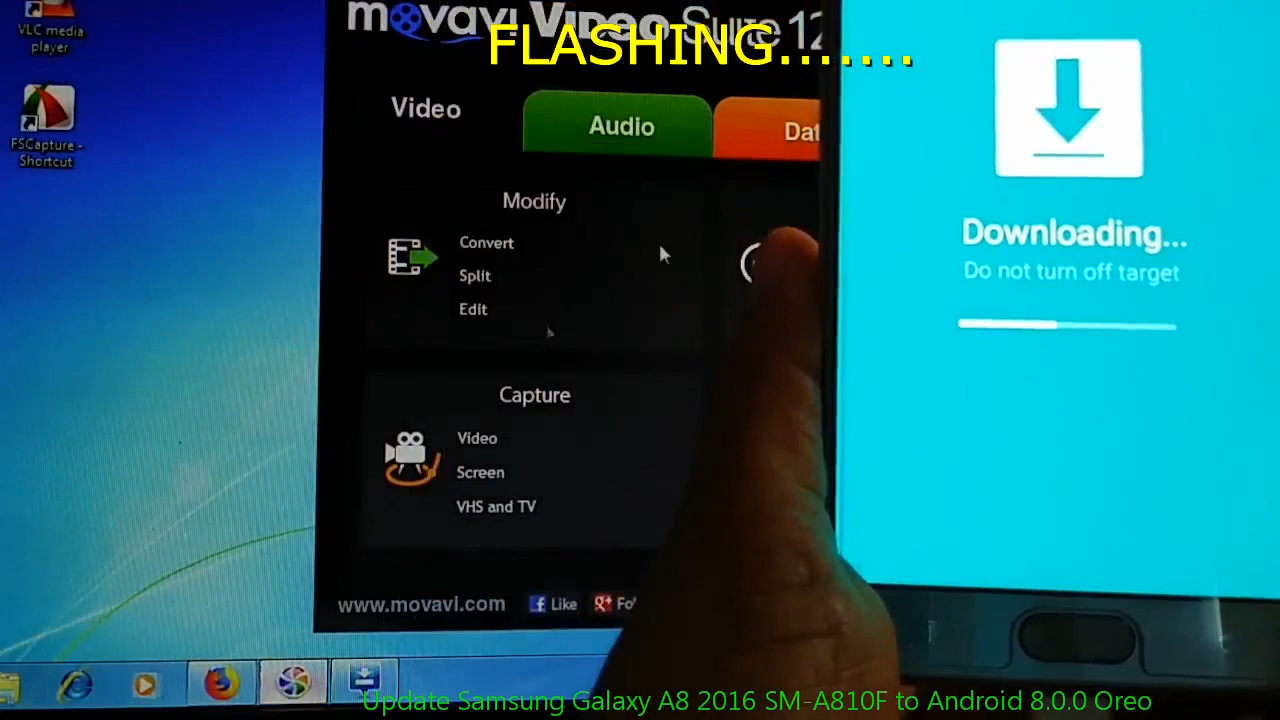 VLC media
player
FSCapture -
Shortcut
movavi VIDEO SUITE 12
FLASHING.......
Video
Audio
Modify
Convert
Split
Edit
Capture
Video
Screen
VHS and TV
www.movavi.com
Like
Downloading...
Do not turn off target
Update Samsung Galaxy A8 2016 SM-A810F to Android 8.0.0 Oreo